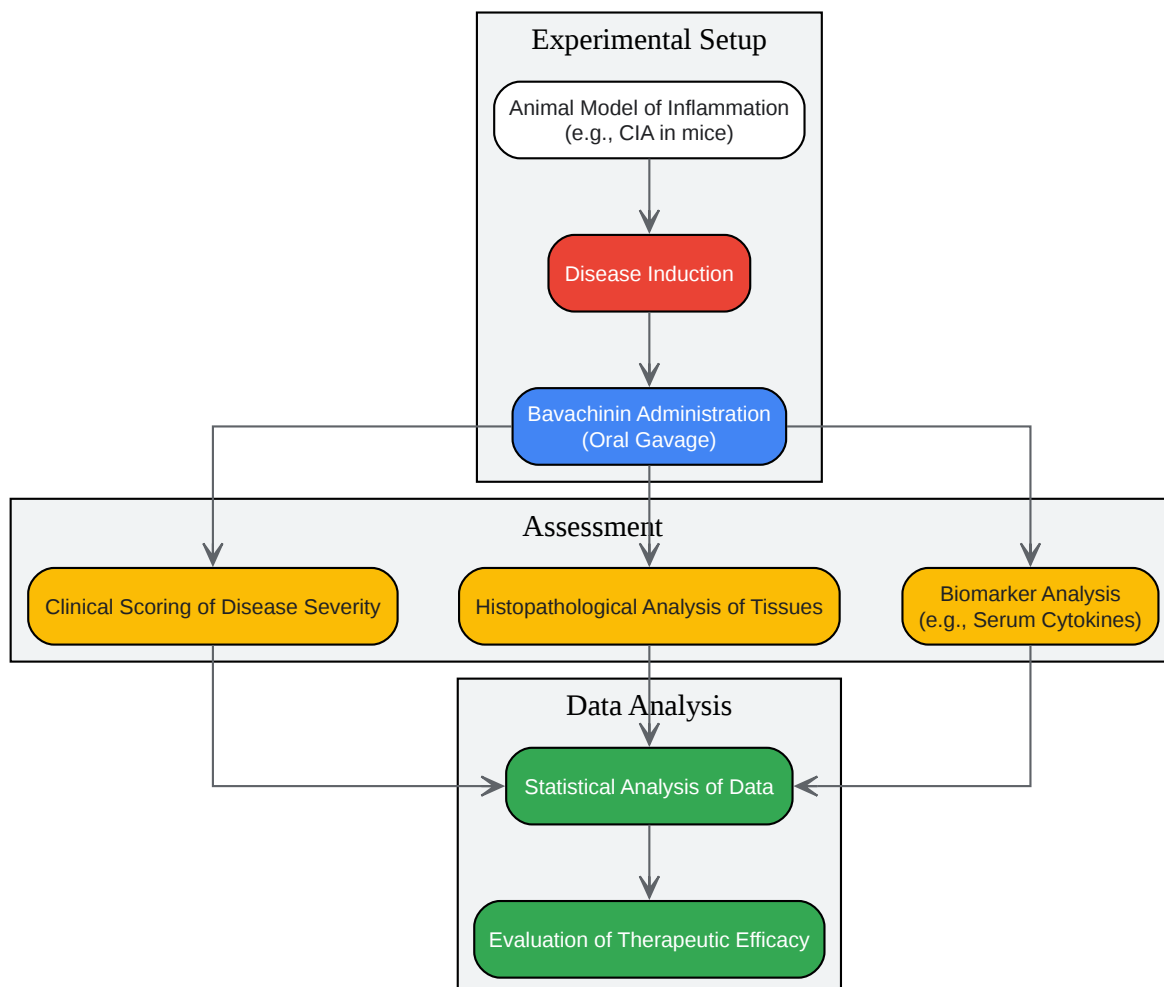 Experimental Setup
Animal Model of Inflammation
(e.g., CIA in mice)
Disease Induction
Bavachinin Administration
(Oral Gavage)
Assessment
Clinical Scoring of Disease Severity
Histopathological Analysis of Tissues
Biomarker Analysis
(e.g., Serum Cytokines)
Data Analysis
Statistical Analysis of Data
Evaluation of Therapeutic Efficacy